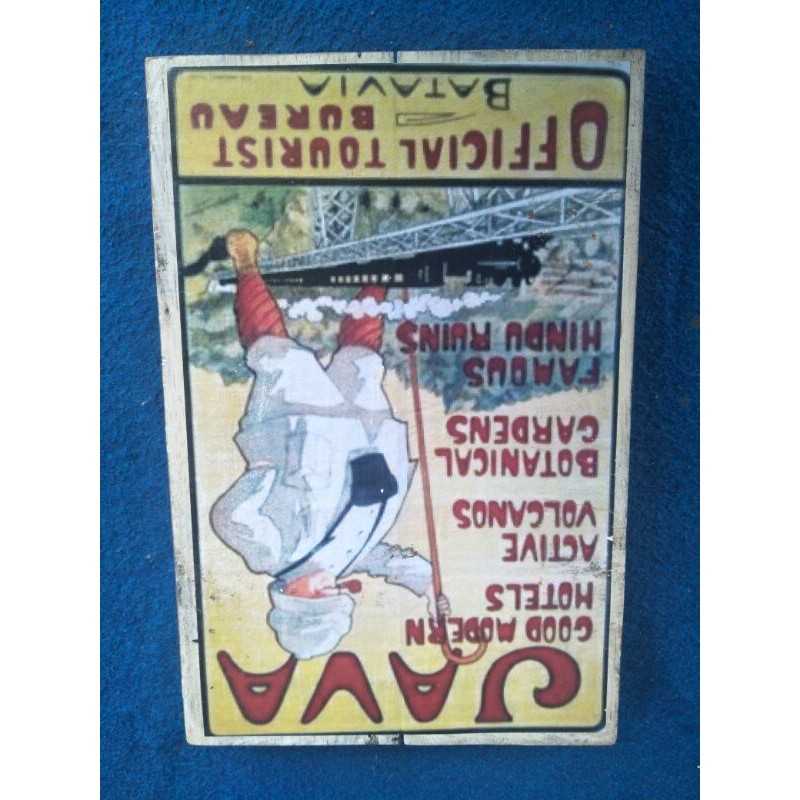 JAVA
GOOD MODERN
HOTELS
ACTIVE
VOLCANOS
BOTANICAL
GARDENS
FAMOUS
HINDU RUINS
OFFICIAL TOURIST
BUREAU
BATAVIA